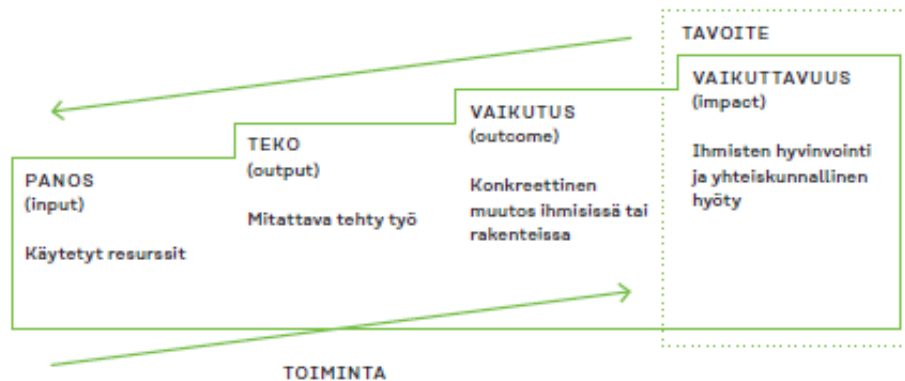 TAVOITE
VAIKUTTAVUUS
(impact)
Ihmisten hyvinvointi
ja yhteiskunnallinen
hyöty
VAIKUTUS
(outcome)
Konkreettinen
muutos ihmisissä tai
rakenteissa
TEKO
(output)
Mitattava tehty työ
PANOS
(input)
Käytetyt resurssit
TOIMINTA